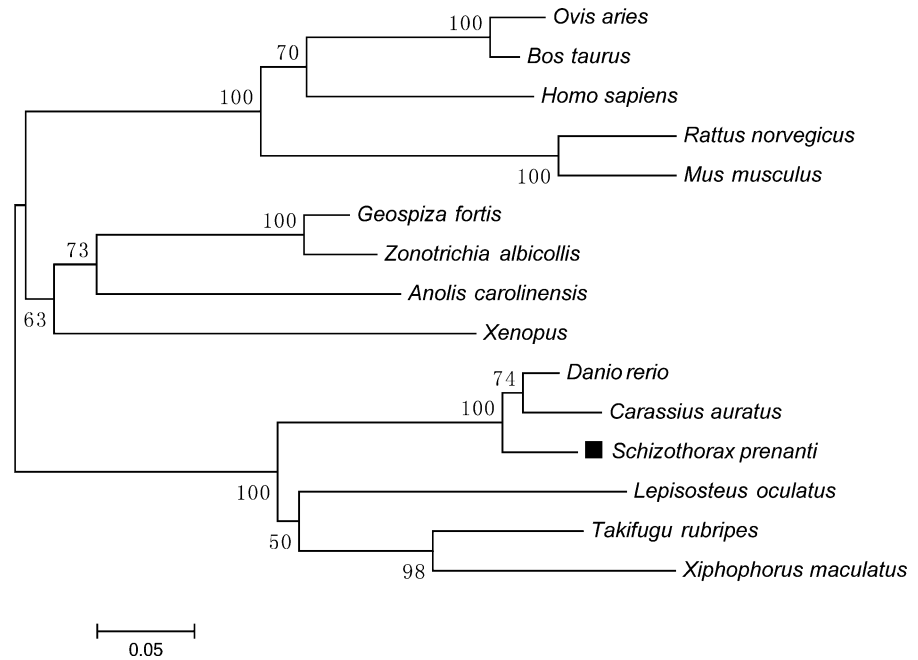 100
Ovis aries
70
Bos taurus
100
Homo sapiens
Rattus norvegicus
100
Mus musculus
100
Geospiza fortis
73
Zonotrichia albicollis
Anolis carolinensis
63
Xenopus
74
Danio rerio
100
Carassius auratus
Schizothorax prenanti
100
Lepisosteus oculatus
50
Takifugu rubripes
98
Xiphophorus maculatus
0.05